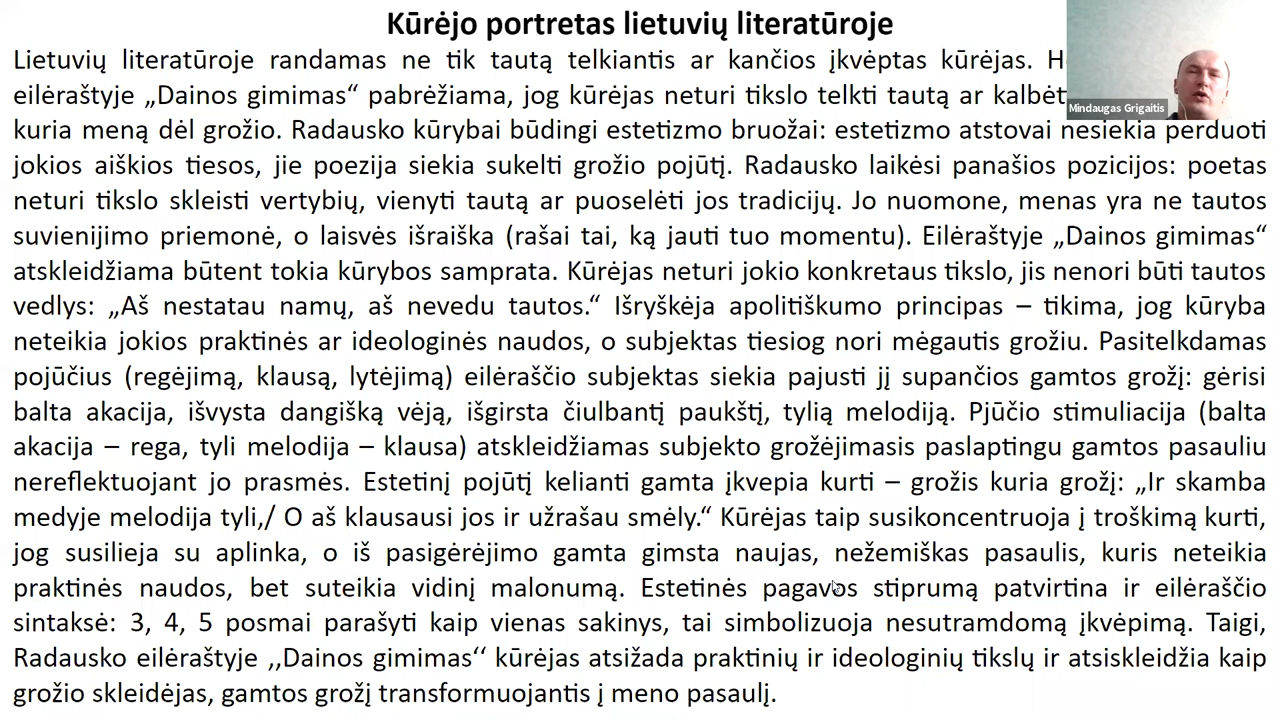 Kūrėjo portretas lietuvių literatūroje
Lietuvių literatūroje randamas ne tik tautą telkiantis ar kančios įkvėptas kūrėjas.
eilėraštyje „Dainos gimimas“ pabrėžiama, jog kūrėjas neturi tikslo telkti tautą ar
Mindaugas Grigaitis
kuria meną dėl grožio. Radausko kūrybai būdingi estetizmo bruožai: estetizmo atstovai nesiekia perduoti
jokios aiškios tiesos, jie poezija siekia sukelti grožio pojūtį. Radausko laikėsi panašios pozicijos: poetas
neturi tikslo skleisti vertybių, vienyti tautą ar puoselėti jos tradicijų. Jo nuomone, menas yra ne tautos
suvienijimo priemonė, o laisvės išraiška (rašai tai, ką jauti tuo momentu). Eilėraštyje „Dainos gimimas“
atskleidžiama būtent tokia kūrybos samprata. Kūrėjas neturi jokio konkretaus tikslo, jis nenori būti tautos
vedlys: „Aš nestatau namų, aš nevedu tautos.“ Išryškėja apolitiškumo principas – tikima, jog kūryba
neteikia jokios praktinės ar ideologinės naudos, o subjektas tiesiog nori mėgautis grožiu. Pasitelkdamas
pojūčius (regėjimą, klausą, lytėjimą) eilėraščio subjektas siekia pajusti jį supančios gamtos grožį: gėrisi
balta akacija, išvysta dangišką vėją, išgirsta čiulbantį paukštį, tylią melodiją. Pjūčio stimuliacija (balta
akacija – rega, tyli melodija – klausa) atskleidžiamas subjekto grožėjimasis paslaptingu gamtos pasauliu
nereflektuojant jo prasmės. Estetinį pojūtį kelianti gamta įkvepia kurti – grožis kuria grožį: „Ir skamba
medyje melodija tyli,/ O aš klausausi jos ir užrašau smėly.“ Kūrėjas taip susikoncentruoja į troškimą kurti,
jog susilieja su aplinka, o iš pasigėrėjimo gamta gimsta naujas, nežemiškas pasaulis, kuris neteikia
praktinės naudos, bet suteikia vidinį malonumą. Estetinės pagavos stiprumą patvirtina ir eilėraščio
sintaksė: 3, 4, 5 posmai parašyti kaip vienas sakinys, tai simbolizuoja nesutramdomą įkvėpimą. Taigi,
Radausko eilėraštyje ,,Dainos gimimas‘‘ kūrėjas atsižada praktinių ir ideologinių tikslų ir atsiskleidžia kaip
grožio skleidėjas, gamtos grožį transformuojantis į meno pasaulį.